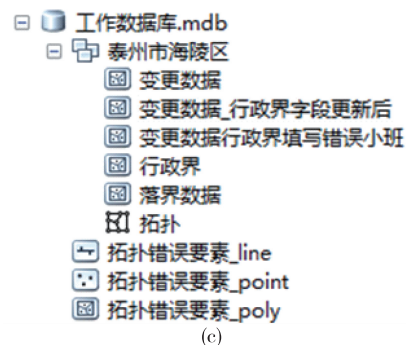 工作数据库.mdb
泰州市海陵区
变更数据
变更数据_行政界字段更新后
变更数据行政界填写错误小班
行政界
落界数据
拓扑
拓扑错误要素_line
拓扑错误要素_point
拓扑错误要素_poly
(c)